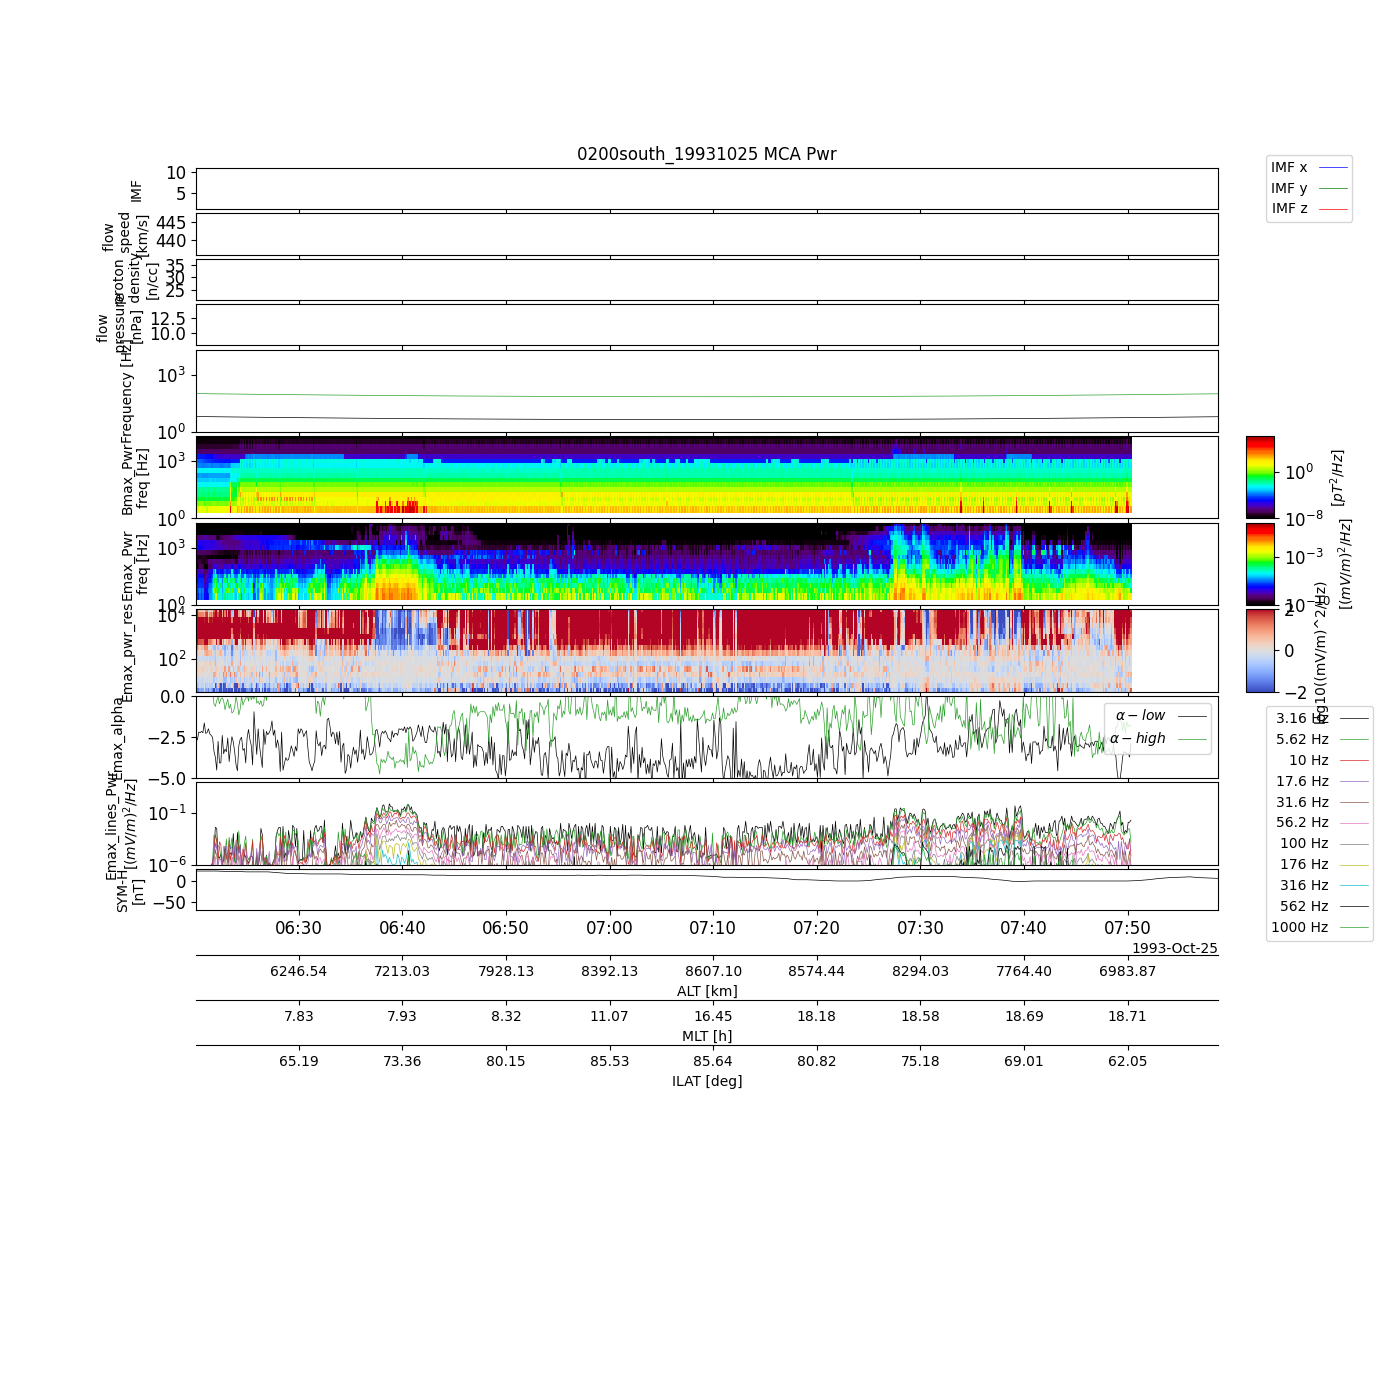 0200south_19931025 MCA Pwr
10
5
IMF
IMF x
IMF y
IMF z
445
440
flow
speed
[km/s]
35
30
25
proton
density
[n/cc]
12.5
10.0
flow
pressure
[nPa]
10^3
10^0
Frequency [Hz]
10^3
10^0
Bmax_Pwr
freq [Hz]
10^0
10^-8
[pT^2/Hz]
10^3
10^0
Emax_Pwr
freq [Hz]
10^-3
10^-10
[(mV/m)^2/Hz]
10^4
10^2
Emax_pwr_res
2
0
−2
log10((mV/m)^2/Hz)
0.0
−2.5
−5.0
Emax_alpha
α − low
α − high
10^-1
10^-6
Emax_lines_Pwr
[(mV/m)^2/Hz]
3.16 Hz
5.62 Hz
10 Hz
17.6 Hz
31.6 Hz
56.2 Hz
100 Hz
176 Hz
316 Hz
562 Hz
1000 Hz
0
−50
SYM-H
[nT]
06:30 06:40 06:50 07:00 07:10 07:20 07:30 07:40 07:50
1993-Oct-25
6246.54 7213.03 7928.13 8392.13 8607.10 8574.44 8294.03 7764.40 6983.87
ALT [km]
7.83 7.93 8.32 11.07 16.45 18.18 18.58 18.69 18.71
MLT [h]
65.19 73.36 80.15 85.53 85.64 80.82 75.18 69.01 62.05
ILAT [deg]